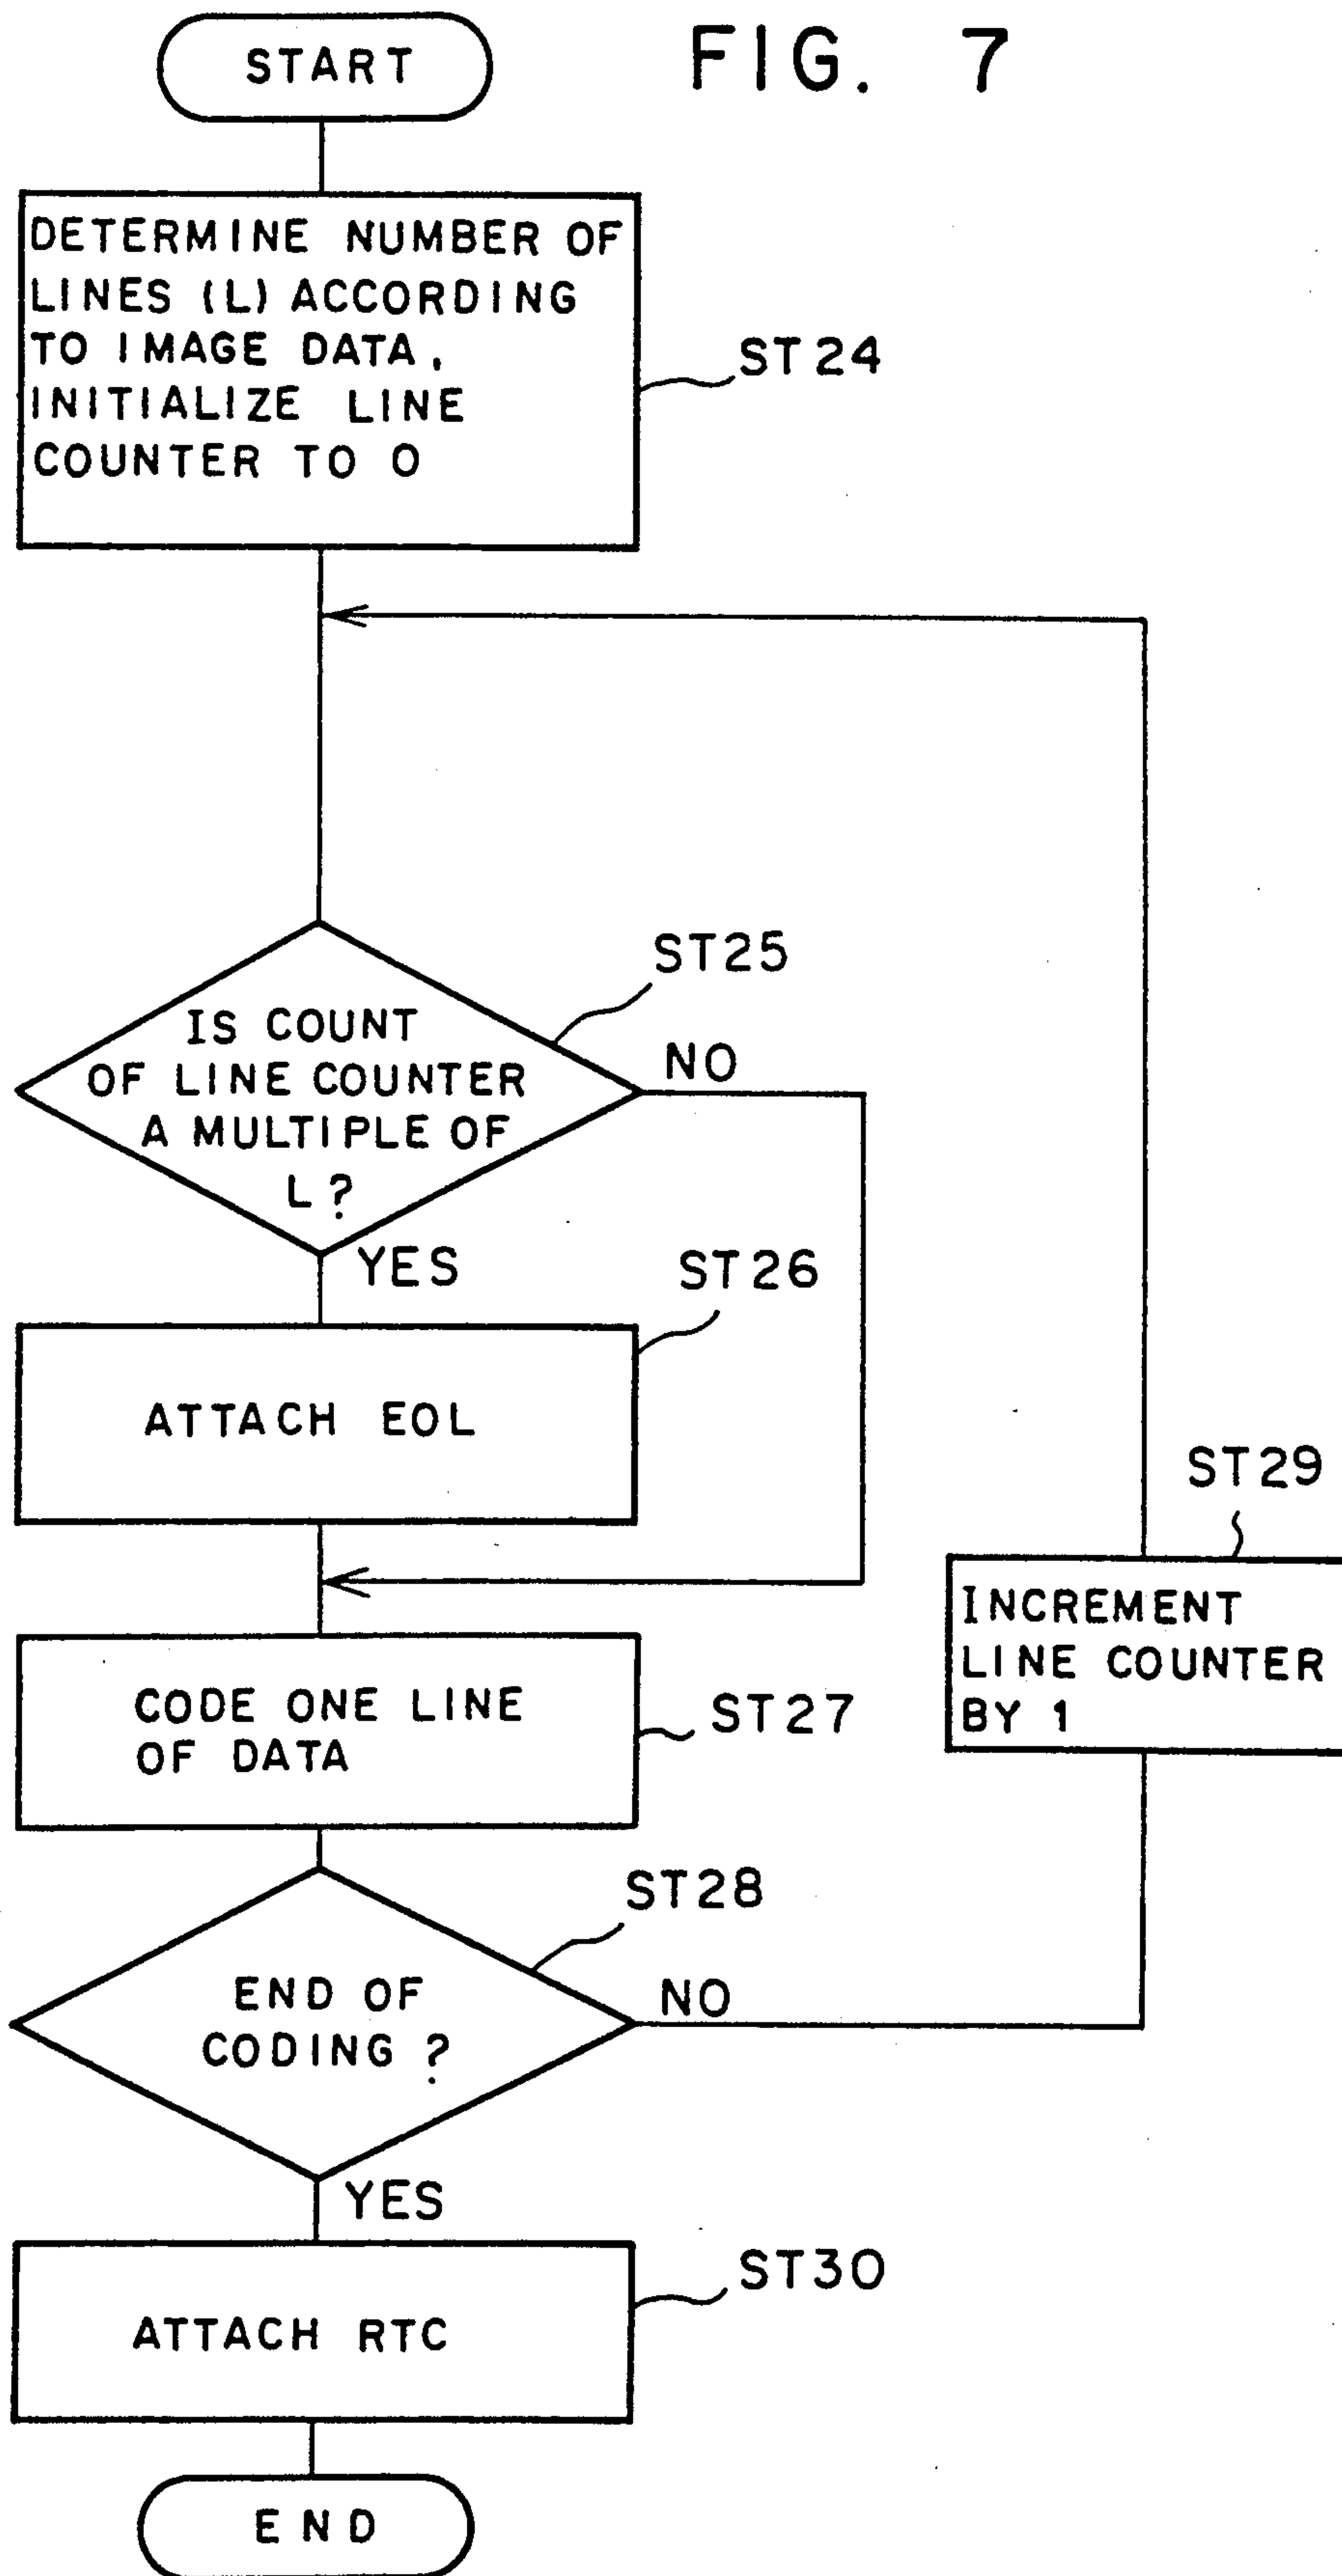 START
FIG. 7
DETERMINE NUMBER OF
LINES (L) ACCORDING
TO IMAGE DATA,
INITIALIZE LINE
COUNTER TO 0
ST24
ST25
IS COUNT
OF LINE COUNTER
A MULTIPLE OF
L?
NO
YES
ST26
ATTACH EOL
ST29
INCREMENT
LINE COUNTER
BY 1
CODE ONE LINE
OF DATA
ST27
ST28
END OF
CODING ?
NO
YES
ST30
ATTACH RTC
END